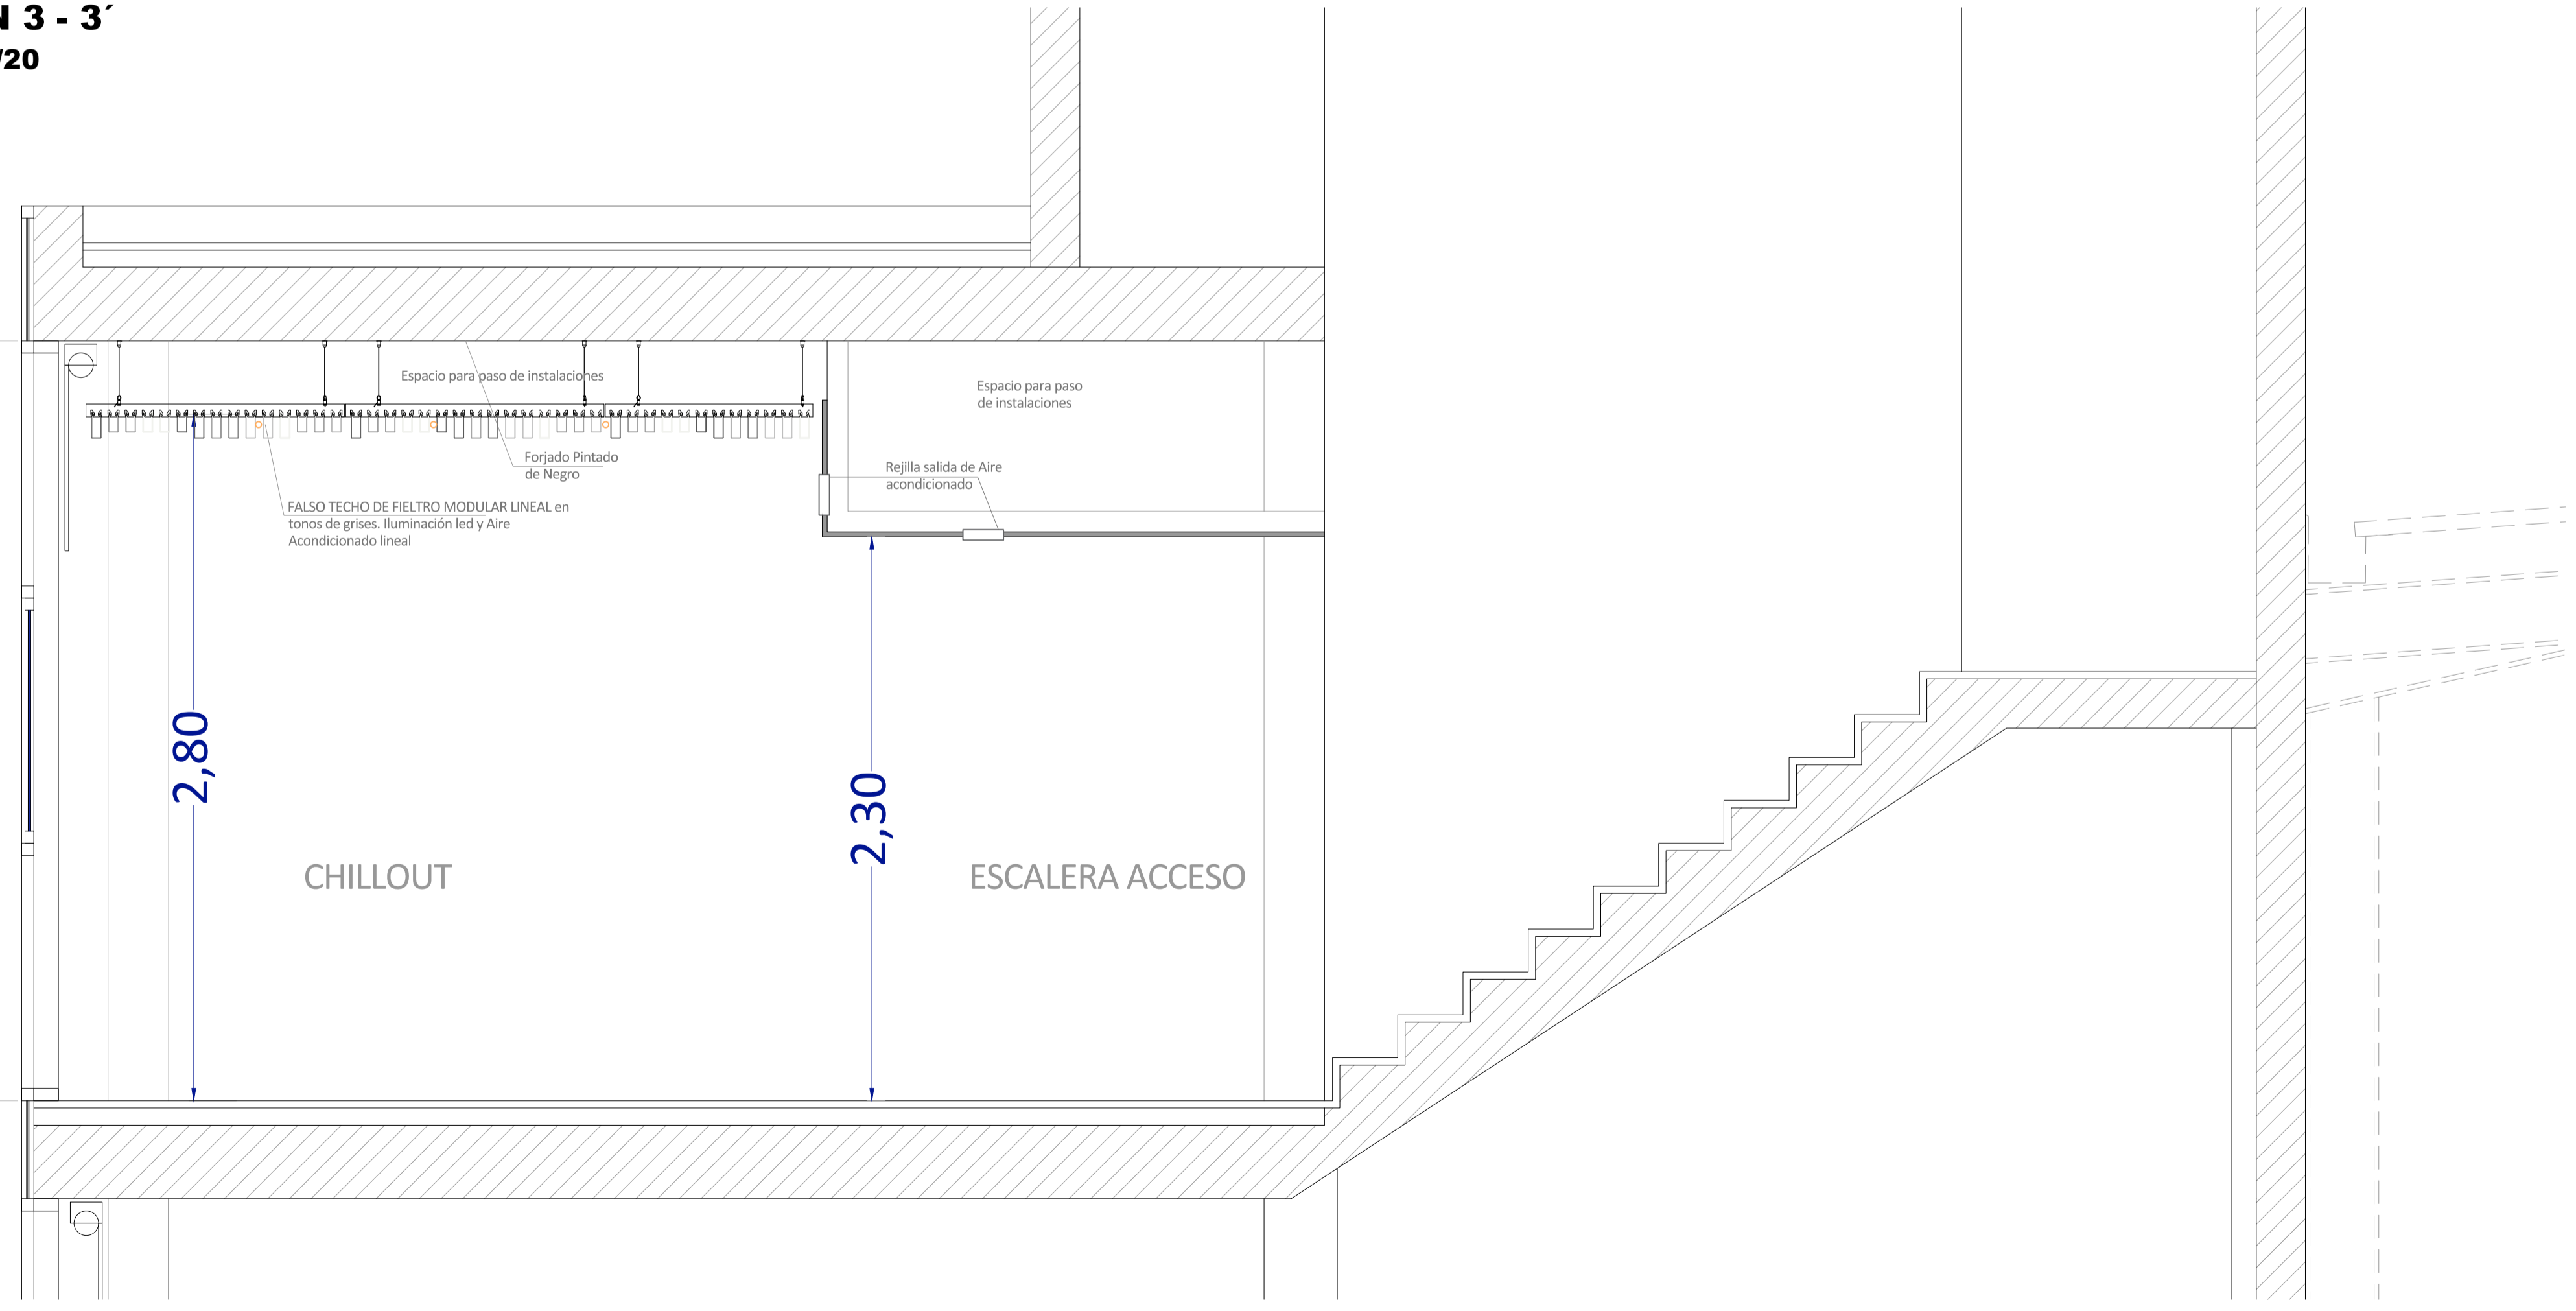 N 3 - 3´
/20
Espacio para paso de instalaciones
Espacio para paso
de instalaciones
Forjado Pintado
de Negro
Rejilla salida de Aire
acondicionado
FALSO TECHO DE FIELTRO MODULAR LINEAL en
tonos de grises. Iluminación led y Aire
Acondicionado lineal
2,80
2,30
CHILLOUT
ESCALERA ACCESO